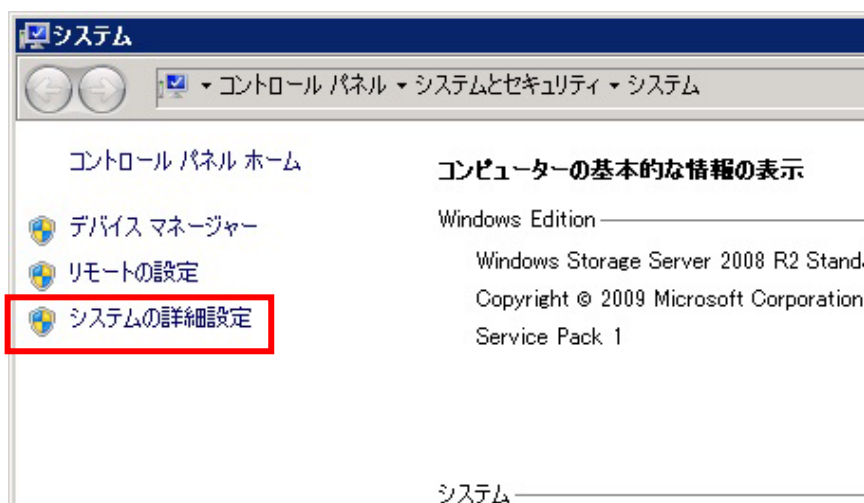 システム
コントロール パネル ▾ システムとセキュリティ ▾ システム
コントロール パネル ホーム
デバイス マネージャー
リモートの設定
システムの詳細設定
コンピューターの基本的な情報の表示
Windows Edition
Windows Storage Server 2008 R2 Stand
Copyright © 2009 Microsoft Corporation
Service Pack 1
システム